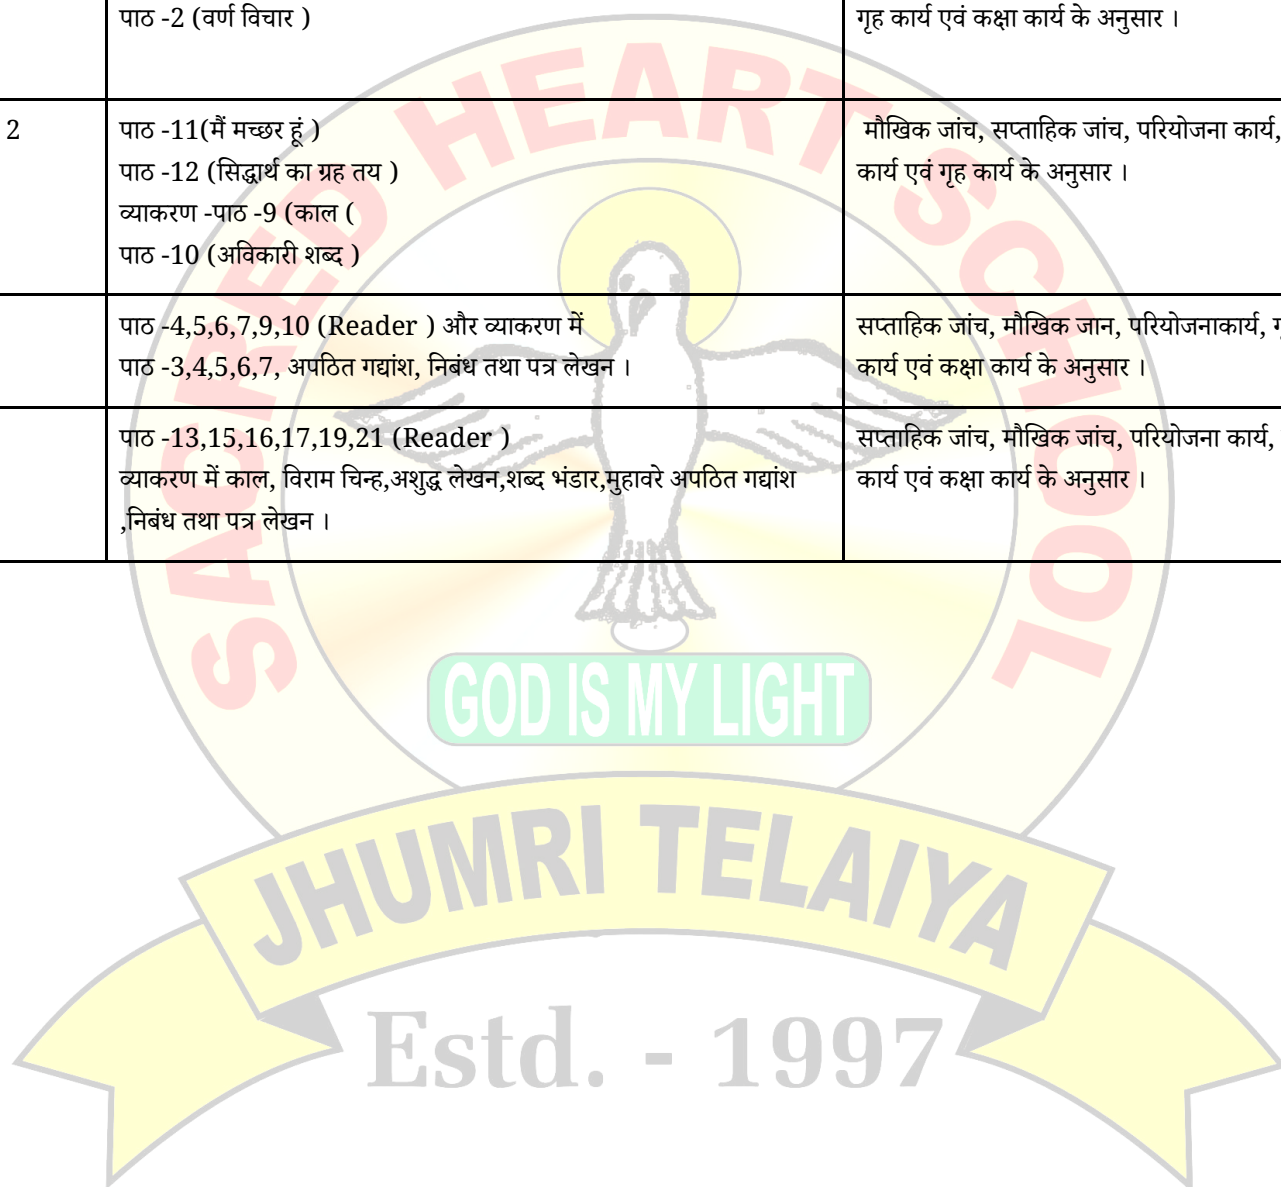 पाठ -2 (वर्ण विचार )
गृह कार्य एवं कक्षा कार्य के अनुसार ।
2
पाठ -11(मैं मच्छर हूं )
पाठ -12 (सिद्धार्थ का ग्रह तय )
व्याकरण -पाठ -9 (काल (
पाठ -10 (अविकारी शब्द )
मौखिक जांच, सप्ताहिक जांच, परियोजना कार्य,
कार्य एवं गृह कार्य के अनुसार ।
पाठ -4,5,6,7,9,10 (Reader ) और व्याकरण में
पाठ -3,4,5,6,7, अपठित गद्यांश, निबंध तथा पत्र लेखन ।
सप्ताहिक जांच, मौखिक जान, परियोजनाकार्य,
कार्य एवं कक्षा कार्य के अनुसार ।
पाठ -13,15,16,17,19,21 (Reader )
व्याकरण में काल, विराम चिन्ह,अशुद्ध लेखन,शब्द भंडार,मुहावरे अपठित गद्यांश
,निबंध तथा पत्र लेखन ।
सप्ताहिक जांच, मौखिक जांच, परियोजना कार्य,
कार्य एवं कक्षा कार्य के अनुसार ।
SACRED HEART SCHOOL
GOD IS MY LIGHT
JHUMRI TELAIYA
Estd. - 1997